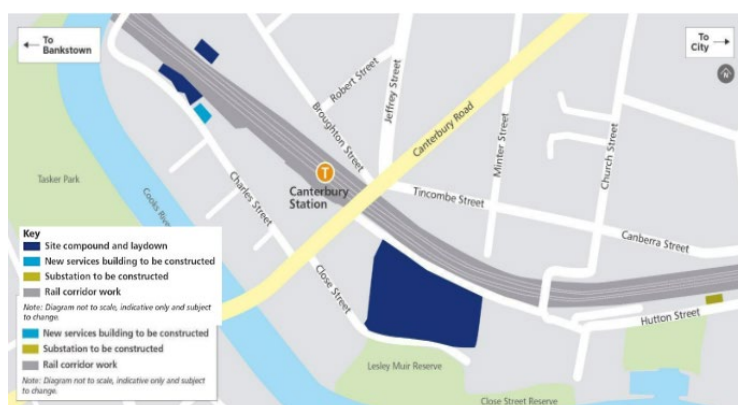 To
Bankstown
To
City
N
Robert Street
Jeffrey Street
Broughton Street
Canterbury Road
Minter Street
Church Street
Tasker Park
Cooks River
T
Canterbury
Station
Tincombe Street
Charles Street
Canberra Street
Close Street
Hutton Street
Lesley Muir Reserve
Close Street Reserve
Key
Site compound and laydown
New services building to be constructed
Substation to be constructed
Rail corridor work
Note: Diagram not to scale, indicative only and subject
to change.
New services building to be constructed
Substation to be constructed
Rail corridor work
Note: Diagram not to scale, indicative only and subject
to change.